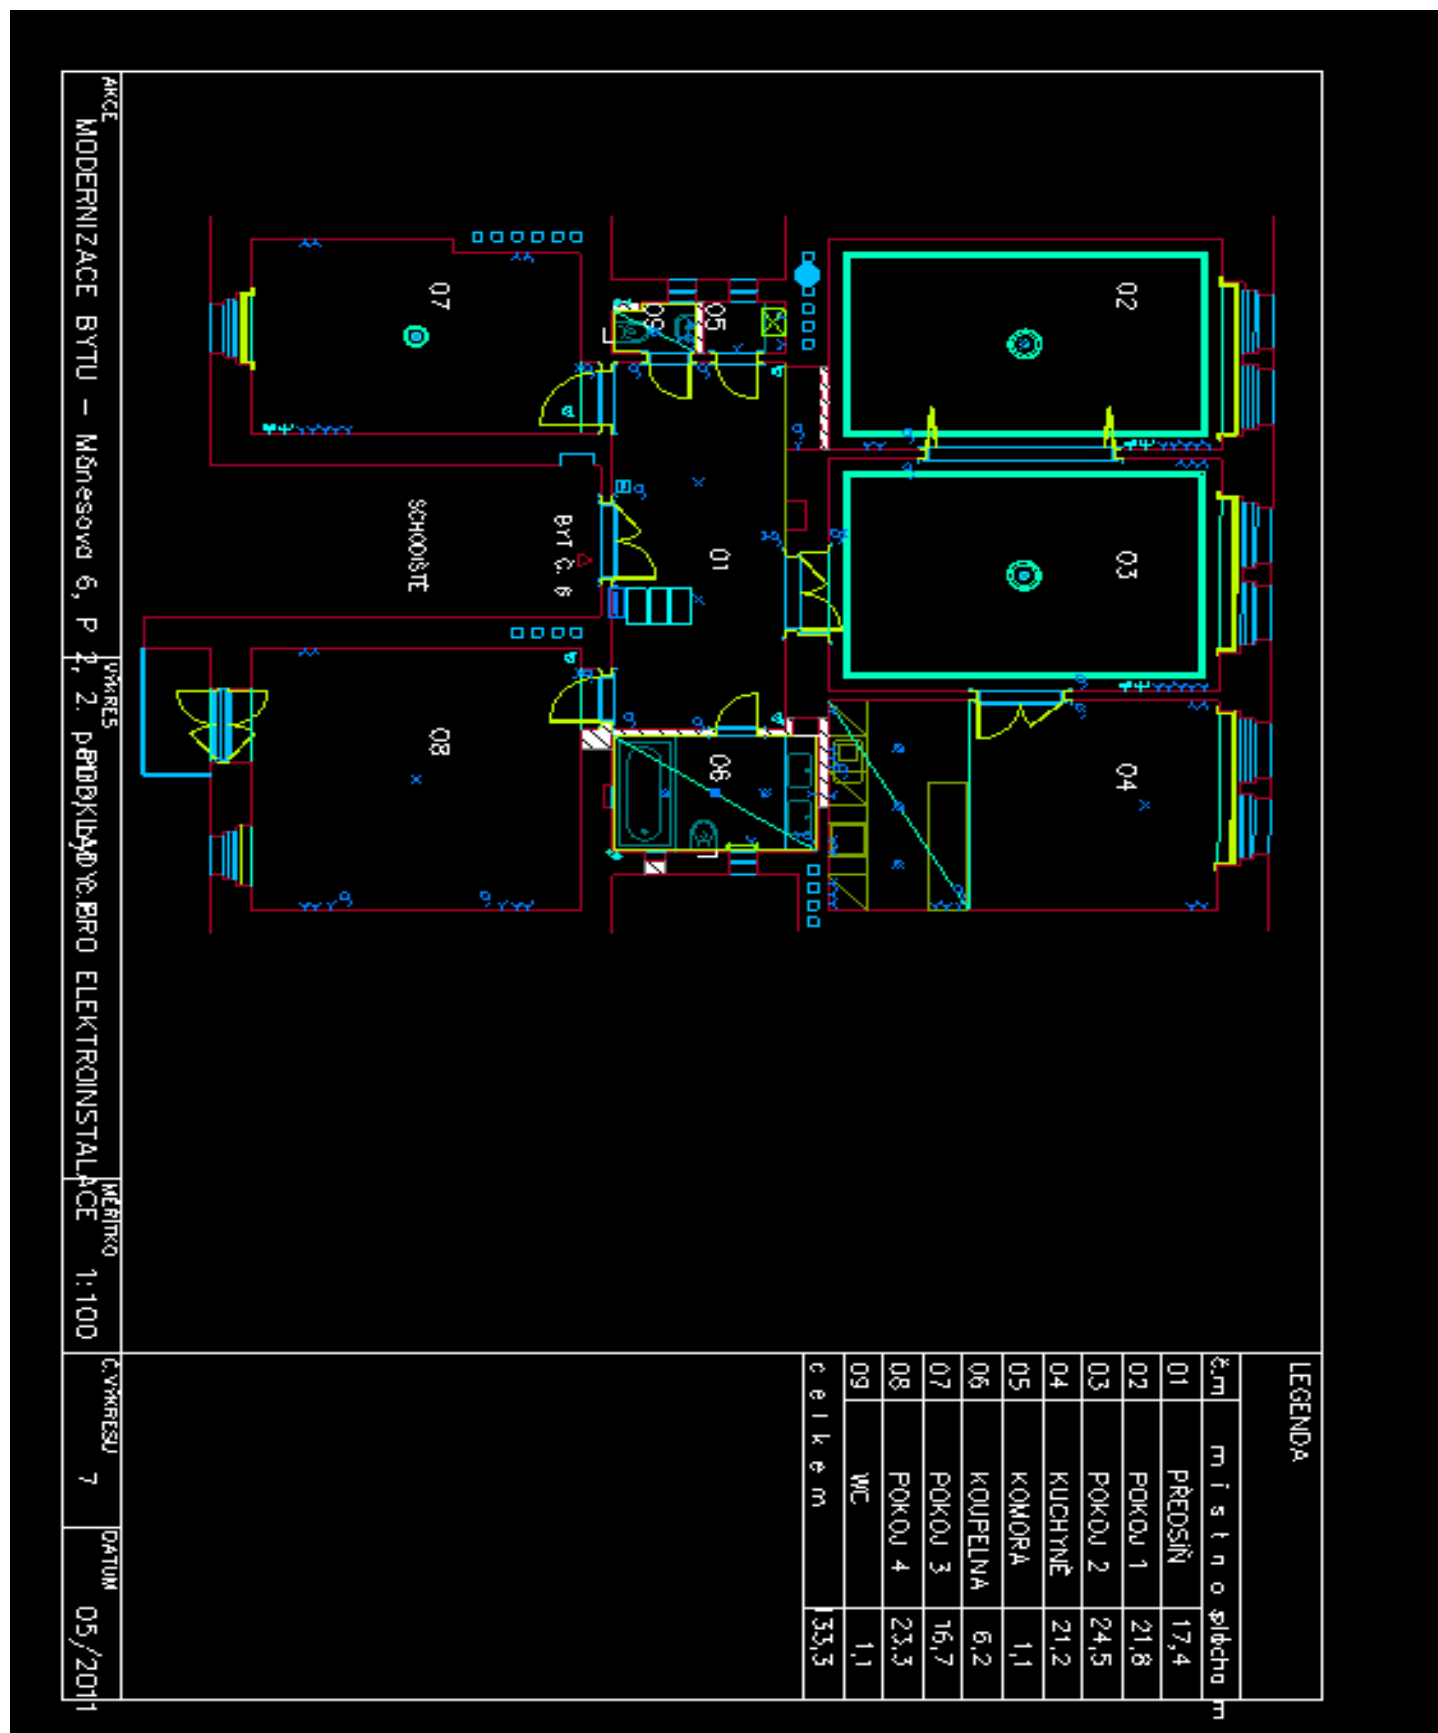 02
07
09
05
03
01
BYT Č. 6
SCHODIŠTĚ
04
06
08
LEGENDA
č.m místno plocha m
01 PŘEDSIŇ 17,4
02 POKOJ 1 21,8
03 POKOJ 2 24,5
04 KUCHYNĚ 21,2
05 KOMORA 1,1
06 KOUPELNA 6,2
07 POKOJ 3 16,7
08 POKOJ 4 23,3
09 WC 1,1
celkem 133,3
AKCE
MODERNIZACE BYTU – Mánesova 6, P 2, 2
VÝKRES
PRO ELEKTROINSTALACE
MĚŘÍTKO
1:100
Č.VÝKRESU
7
DATUM
05/2011